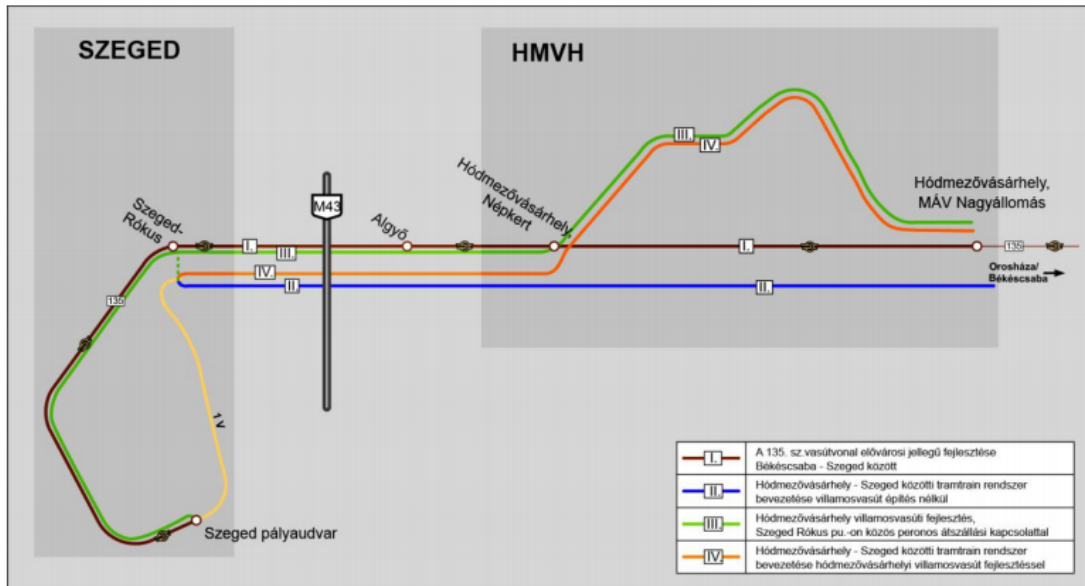 SZEGED
HMVH
M43
Szeged-
Rókus
Algyő
Hódmezővásárhely,
Népkert
Hódmezővásárhely,
MÁV Nagyállomás
III.
IV.
I.
III.
I.
135
IV.
II.
II.
Orosháza/
Békéscsaba
135
1 V
Szeged pályaudvar
I.
A 135. sz.vasútvonal elővárosi jellegű fejlesztése
Békéscsaba - Szeged között
II.
Hódmezővásárhely - Szeged közötti tramtrain rendszer
bevezetése villamosvasút építés nélkül
III.
Hódmezővásárhely villamosvasúti fejlesztés,
Szeged Rókus pu.-on közös peronos átszállási kapcsolattal
IV.
Hódmezővásárhely - Szeged közötti tramtrain rendszer
bevezetése hódmezővásárhelyi villamosvasút fejlesztéssel